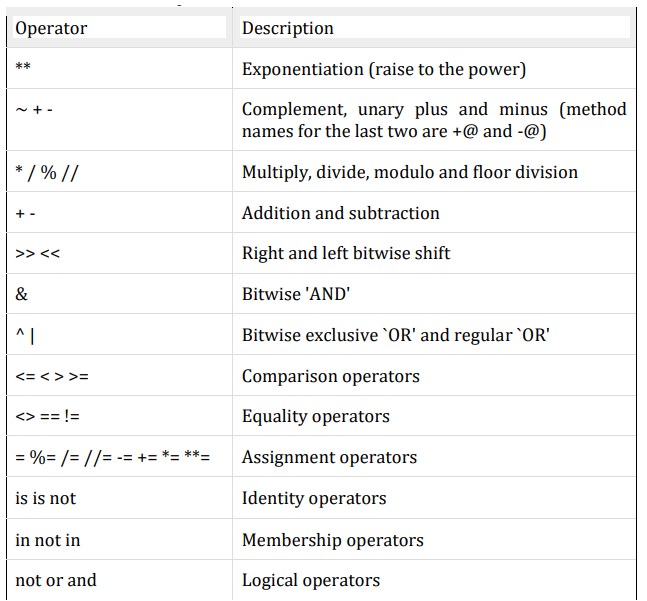 Operator Description
** Exponentiation (raise to the power)
~ + - Complement, unary plus and minus (method
names for the last two are +@ and -@)
* / % // Multiply, divide, modulo and floor division
+ - Addition and subtraction
>> << Right and left bitwise shift
& Bitwise 'AND'
^ | Bitwise exclusive `OR' and regular `OR'
<= < > >= Comparison operators
<> == != Equality operators
= %= /= //= -= += *= **= Assignment operators
is is not Identity operators
in not in Membership operators
not or and Logical operators